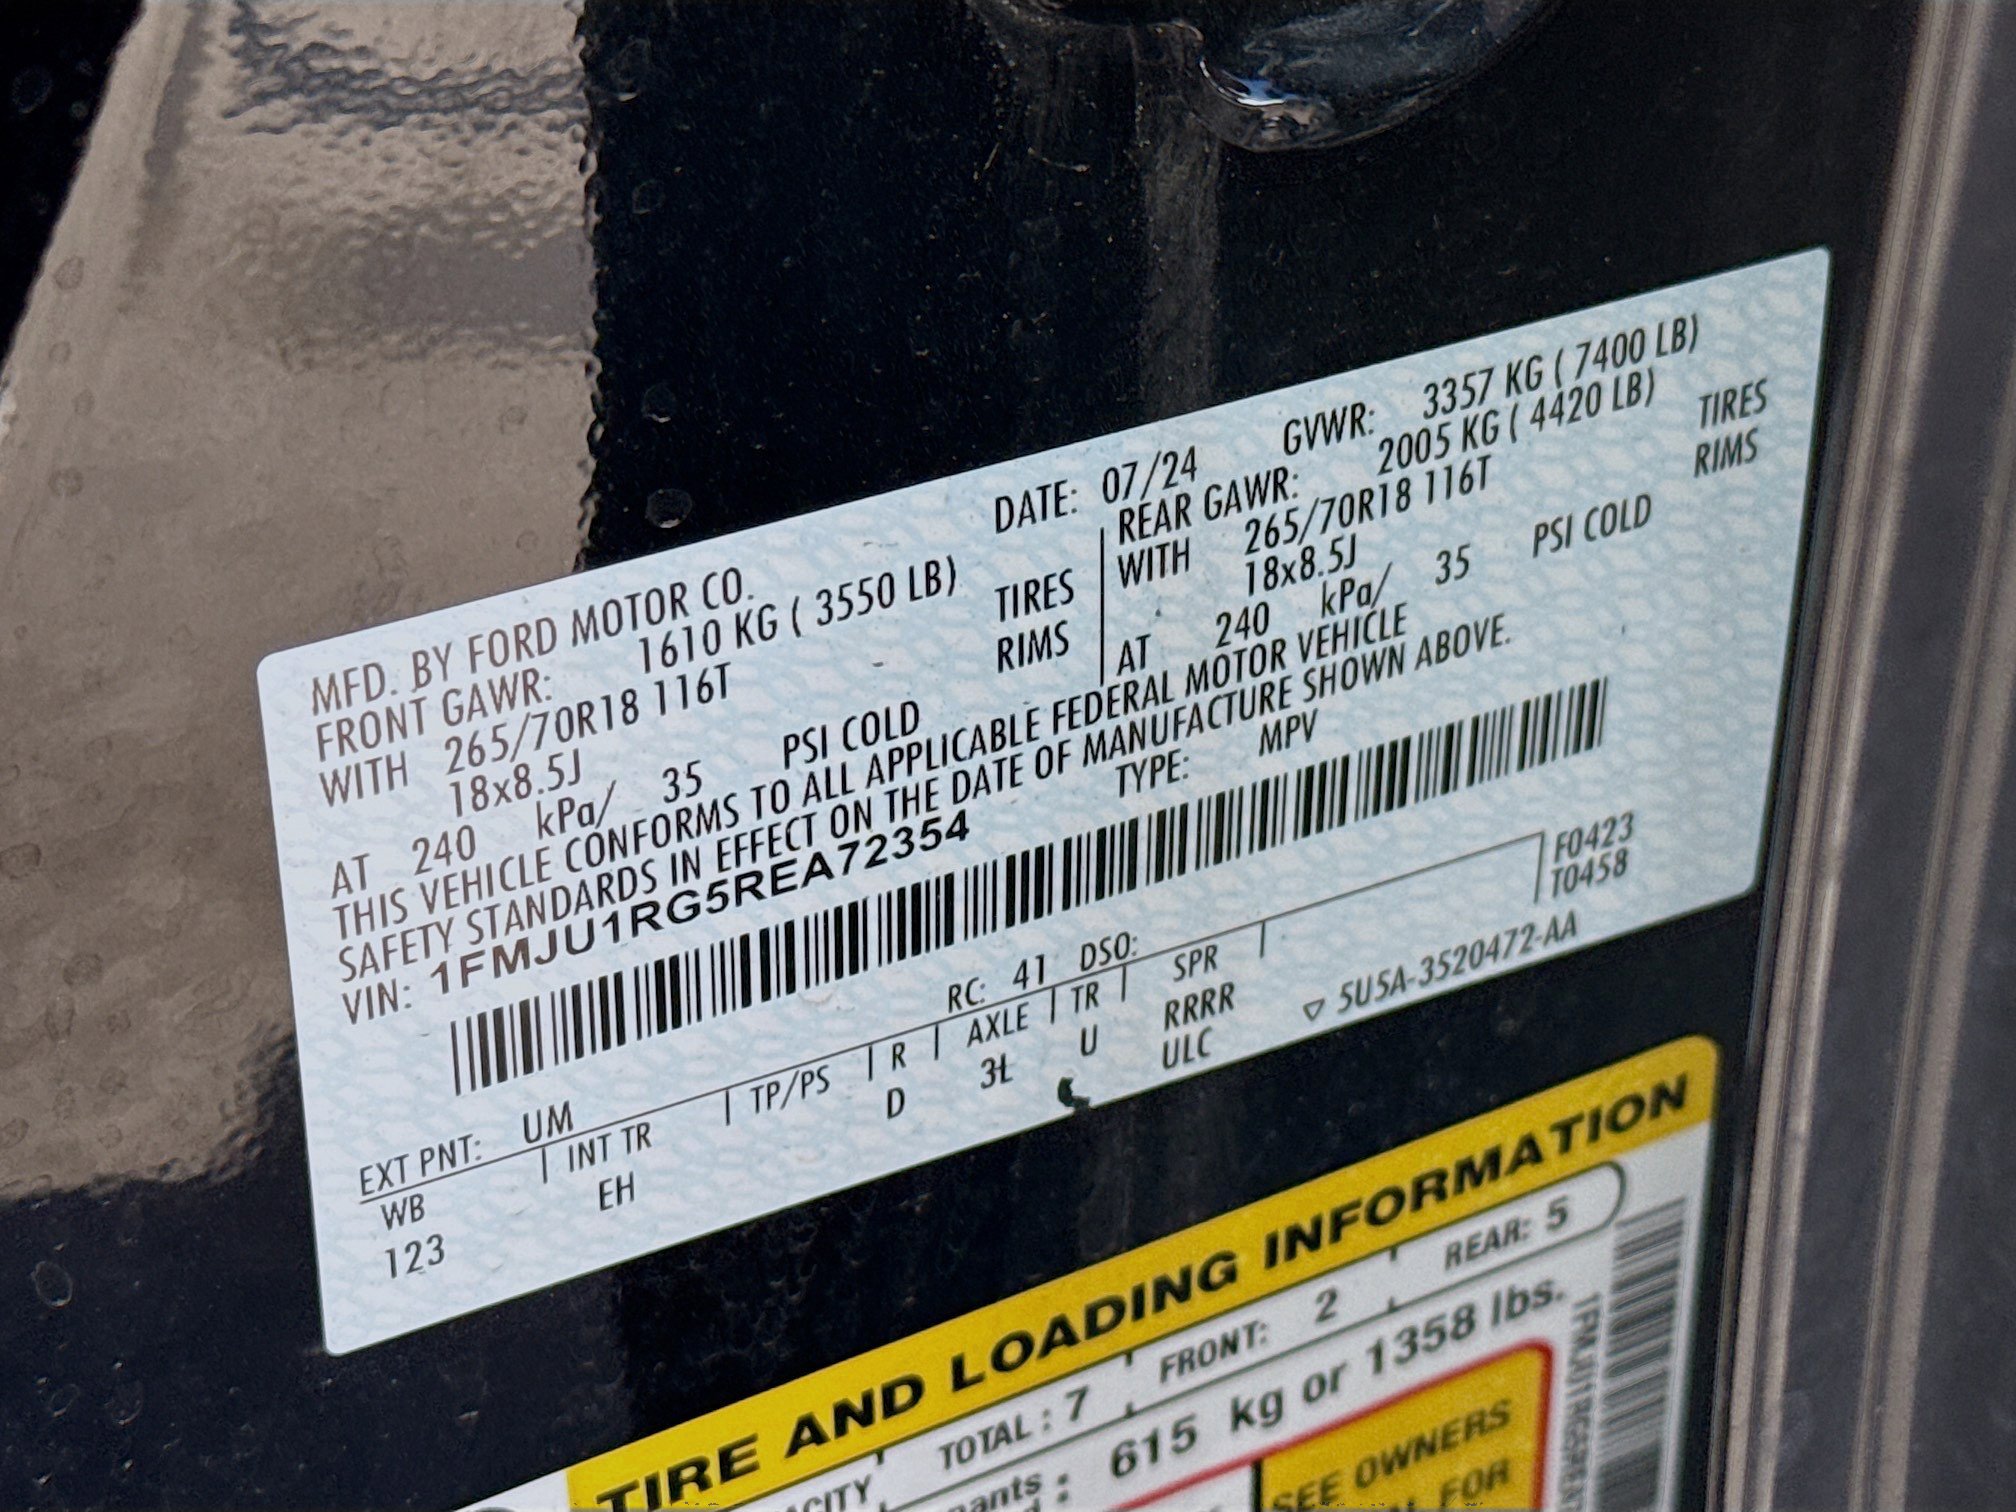 MFD. BY FORD MOTOR CO.
DATE: 07/24
GVWR: 3357 KG ( 7400 LB)
FRONT GAWR: 1610 KG ( 3550 LB)
WITH 265/70R18 116T TIRES
18x8.5J RIMS
AT 240 kPa/ 35 PSI COLD
REAR GAWR: 2005 KG ( 4420 LB)
WITH 265/70R18 116T TIRES
18x8.5J RIMS
AT 240 kPa/ 35 PSI COLD
THIS VEHICLE CONFORMS TO ALL APPLICABLE FEDERAL MOTOR VEHICLE
SAFETY STANDARDS IN EFFECT ON THE DATE OF MANUFACTURE SHOWN ABOVE.
VIN: 1FMJU1RG5REA72354
TYPE: MPV
F0423
T0458
EXT PNT: UM RC: 41 DSO:
WB | INT TR | TP/PS | R | AXLE | TR | SPR |
123 EH D 3L U RRRR
ULC
▽ 5U5A-3520472-AA
TIRE AND LOADING INFORMATION
TOTAL : 7 FRONT: 2 REAR: 5
615 kg or 1358 lbs.
SEE OWNERS
FOR